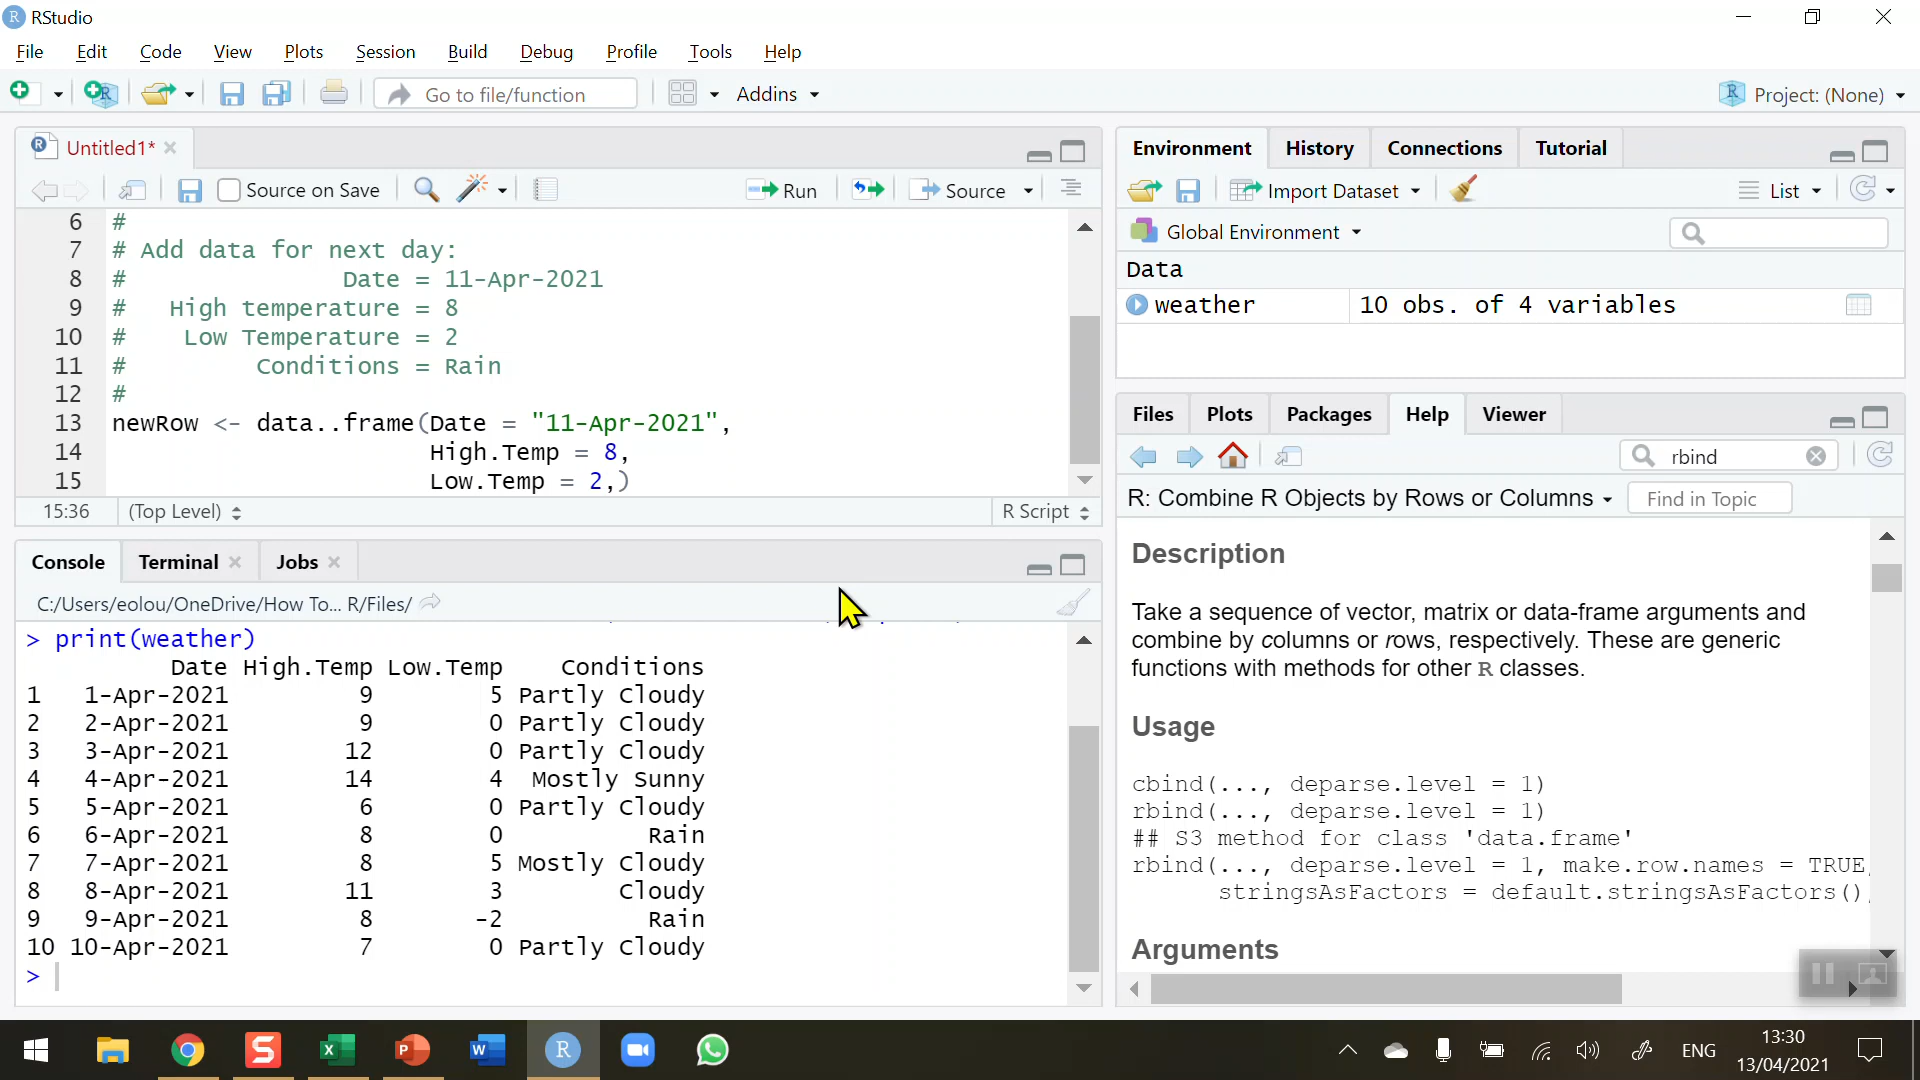 RStudio
File Edit Code View Plots Session Build Debug Profile Tools Help
Go to file/function Addins Project: (None)
Untitled1*
Source on Save Run Source
6 #
7 # Add data for next day:
8 #               Date = 11-Apr-2021
9 #   High temperature = 8
10 #    Low Temperature = 2
11 #         Conditions = Rain
12 #
13 newRow <- data..frame(Date = "11-Apr-2021",
14                       High.Temp = 8,
15                       Low.Temp = 2,)
15:36 (Top Level) R Script
Console Terminal Jobs
C:/Users/eolou/OneDrive/How To... R/Files/
> print(weather)
Date High.Temp Low.Temp Conditions
1 1-Apr-2021 9 5 Partly Cloudy
2 2-Apr-2021 9 0 Partly Cloudy
3 3-Apr-2021 12 0 Partly Cloudy
4 4-Apr-2021 14 4 Mostly Sunny
5 5-Apr-2021 6 0 Partly Cloudy
6 6-Apr-2021 8 0 Rain
7 7-Apr-2021 8 5 Mostly Cloudy
8 8-Apr-2021 11 3 Cloudy
9 9-Apr-2021 8 -2 Rain
10 10-Apr-2021 7 0 Partly Cloudy
>
Environment History Connections Tutorial
Import Dataset List
Global Environment
Data
weather 10 obs. of 4 variables
Files Plots Packages Help Viewer
rbind
R: Combine R Objects by Rows or Columns Find in Topic
Description
Take a sequence of vector, matrix or data-frame arguments and
combine by columns or rows, respectively. These are generic
functions with methods for other R classes.
Usage
cbind(..., deparse.level = 1)
rbind(..., deparse.level = 1)
## S3 method for class 'data.frame'
rbind(..., deparse.level = 1, make.row.names = TRUE,
stringsAsFactors = default.stringsAsFactors(),
Arguments
ENG
13:30
13/04/2021